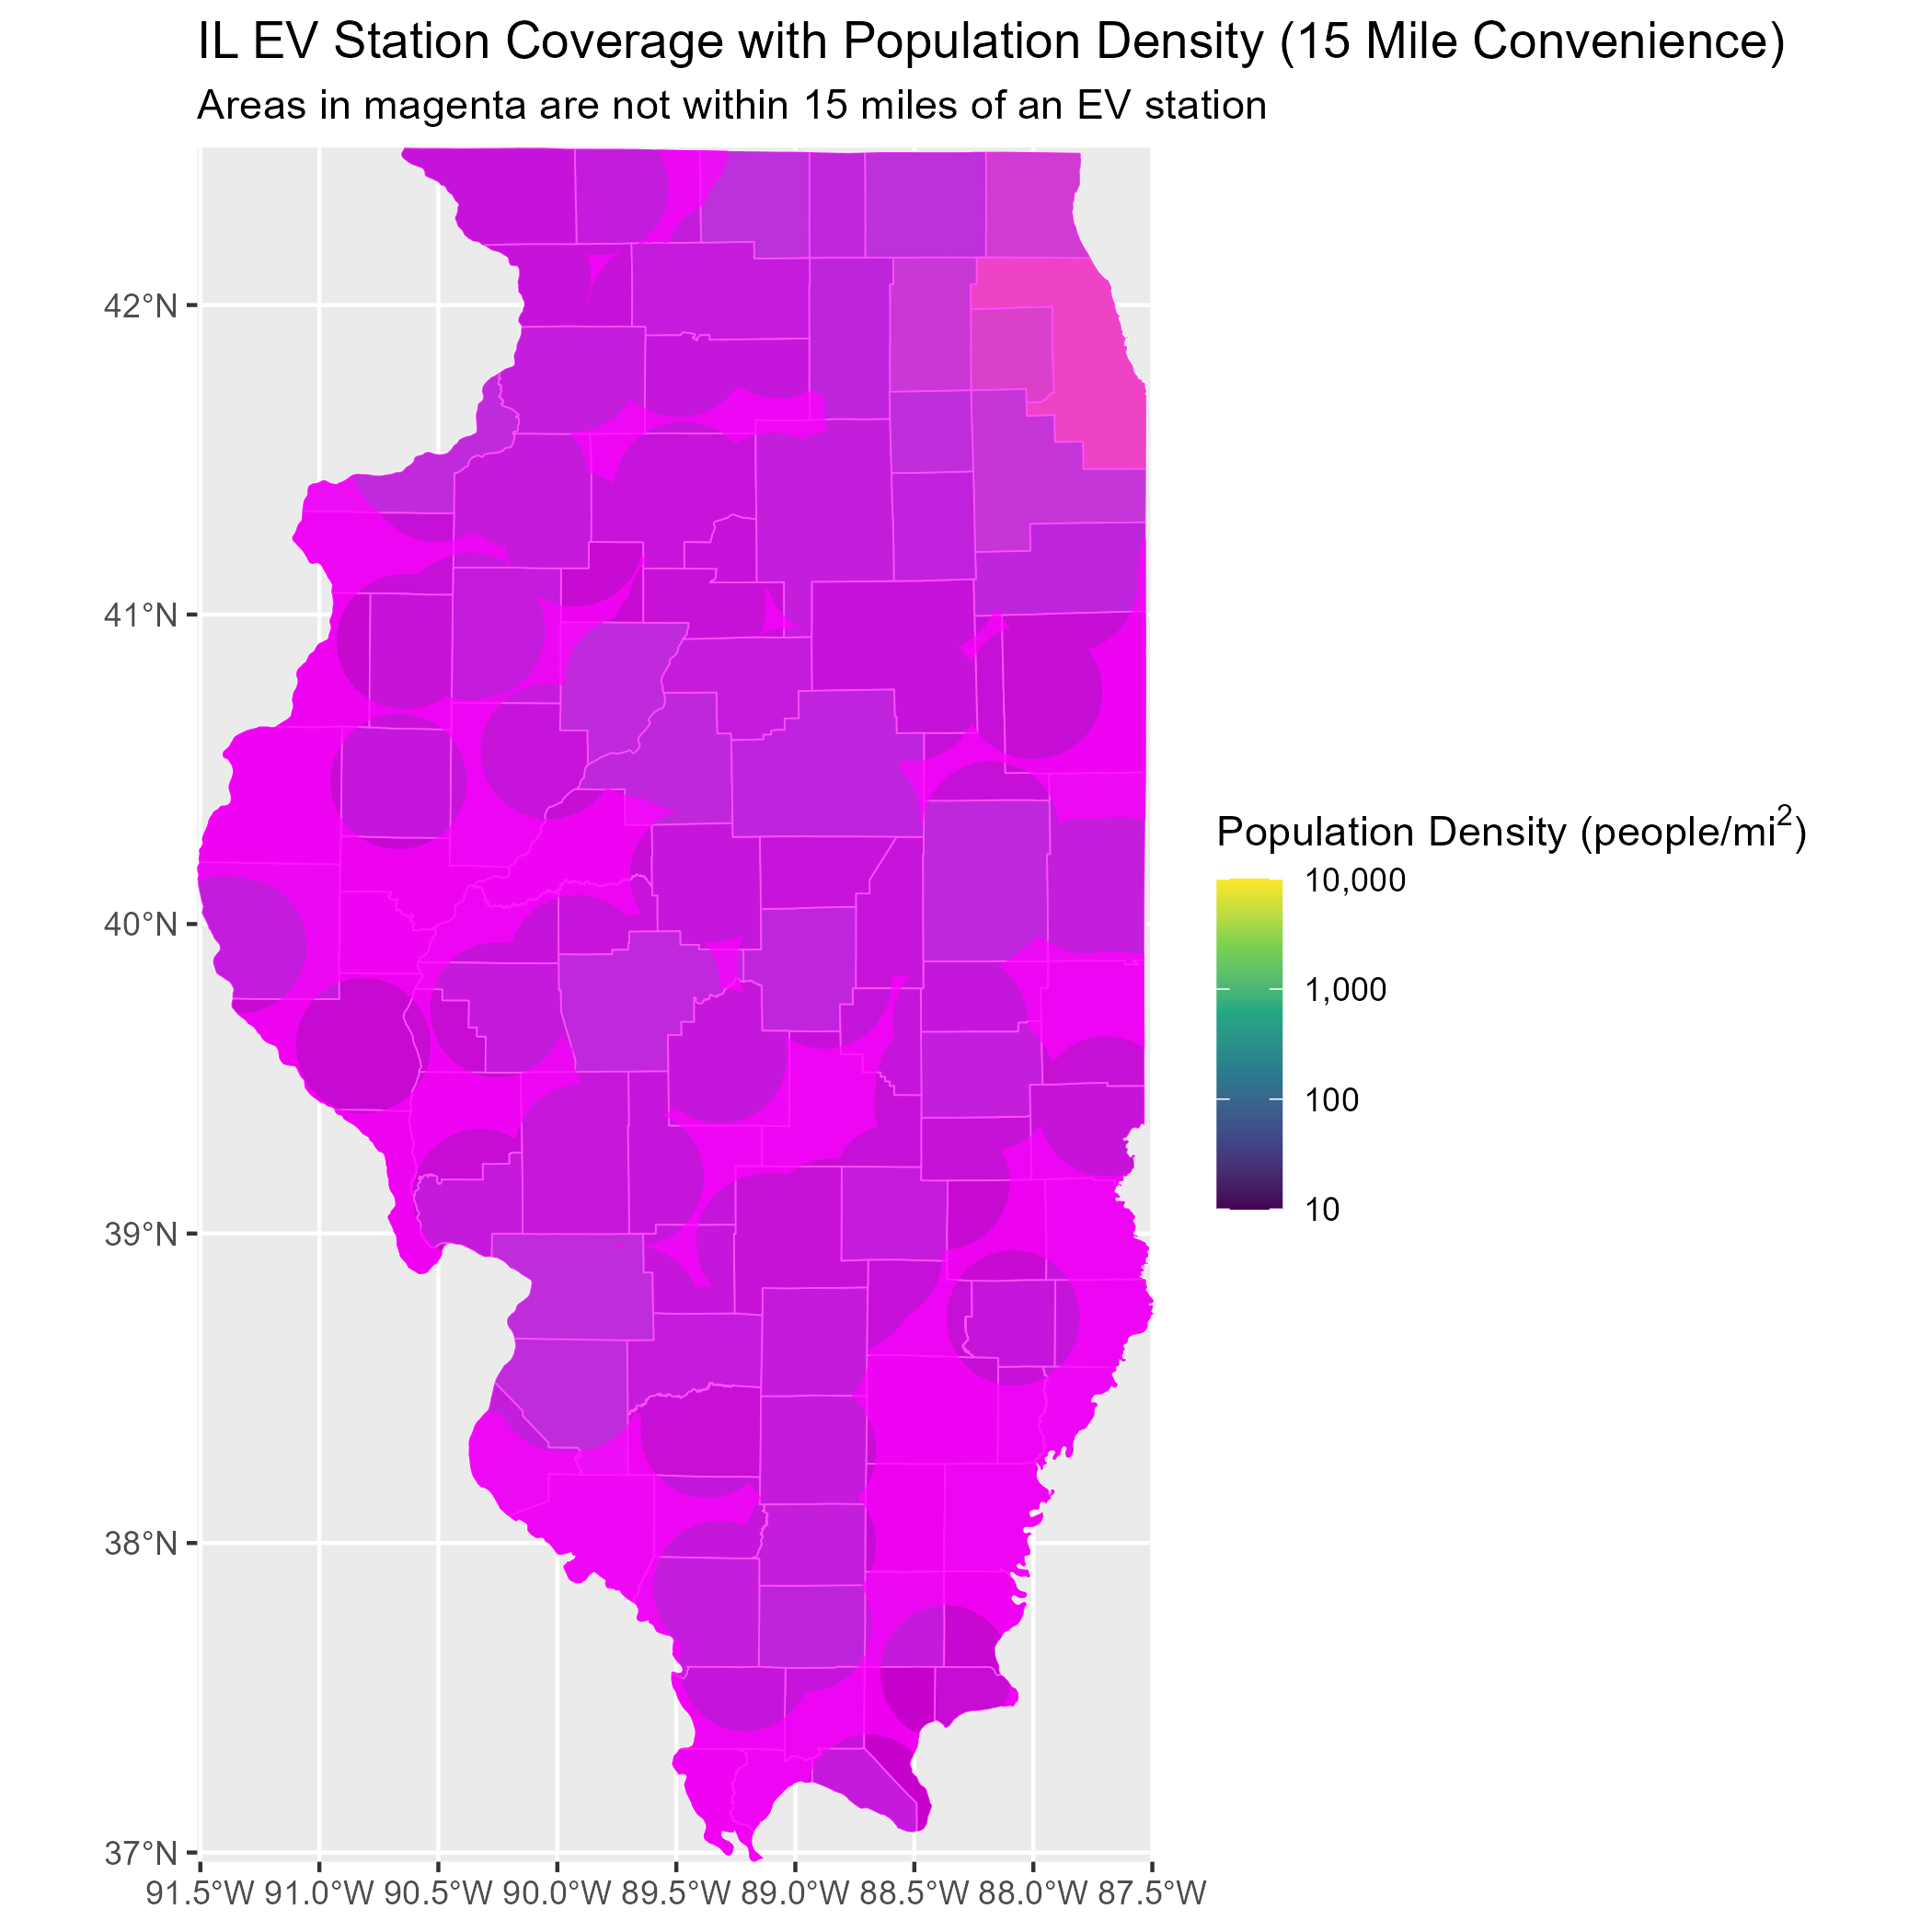 IL EV Station Coverage with Population Density (15 Mile Convenience)
Areas in magenta are not within 15 miles of an EV station
42°N
41°N
40°N
39°N
38°N
37°N
91.5°W 91.0°W 90.5°W 90.0°W 89.5°W 89.0°W 88.5°W 88.0°W 87.5°W
Population Density (people/mi²)
10,000
1,000
100
10